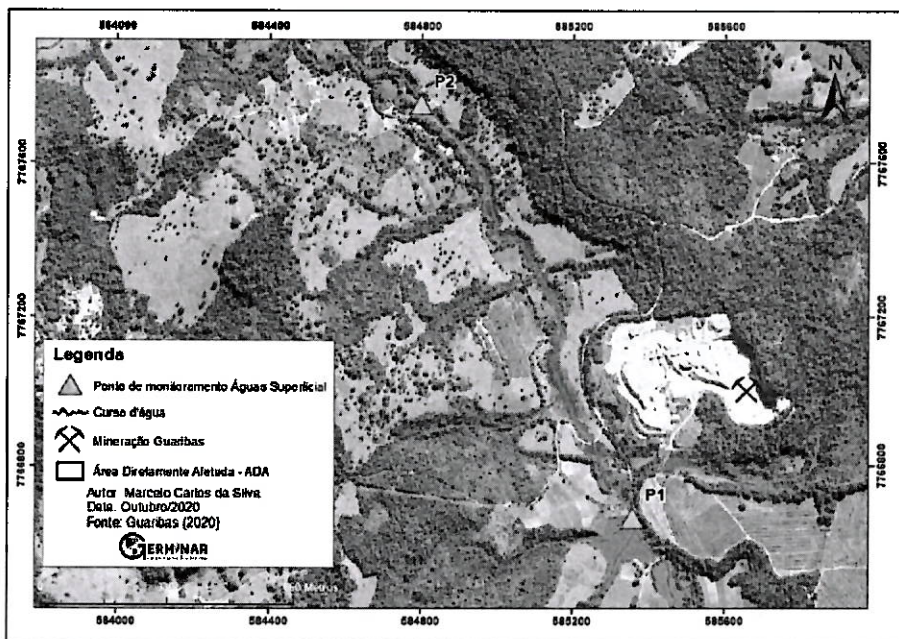 584000 584400 584800 585200 585600
P2
N
7767600 7767600
7767200 7767200
Legenda
Ponto de monitoramento Águas Superficial
Curso d'água
Mineração Guaribas
Área Diretamente Afetuda - ADA
Autor Marcelo Carlos da Silva
Data. Outubro/2020
Fonte: Guaribas (2020)
GERMINAR
7766800 7766800
P1
Metros
584000 584400 584800 585200 585600